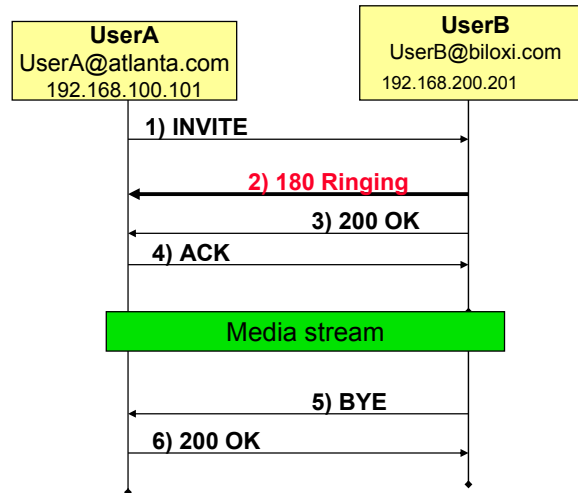 UserA
UserA@atlanta.com
192.168.100.101
UserB
UserB@biloxi.com
192.168.200.201
1) INVITE
2) 180 Ringing
3) 200 OK
4) ACK
Media stream
5) BYE
6) 200 OK